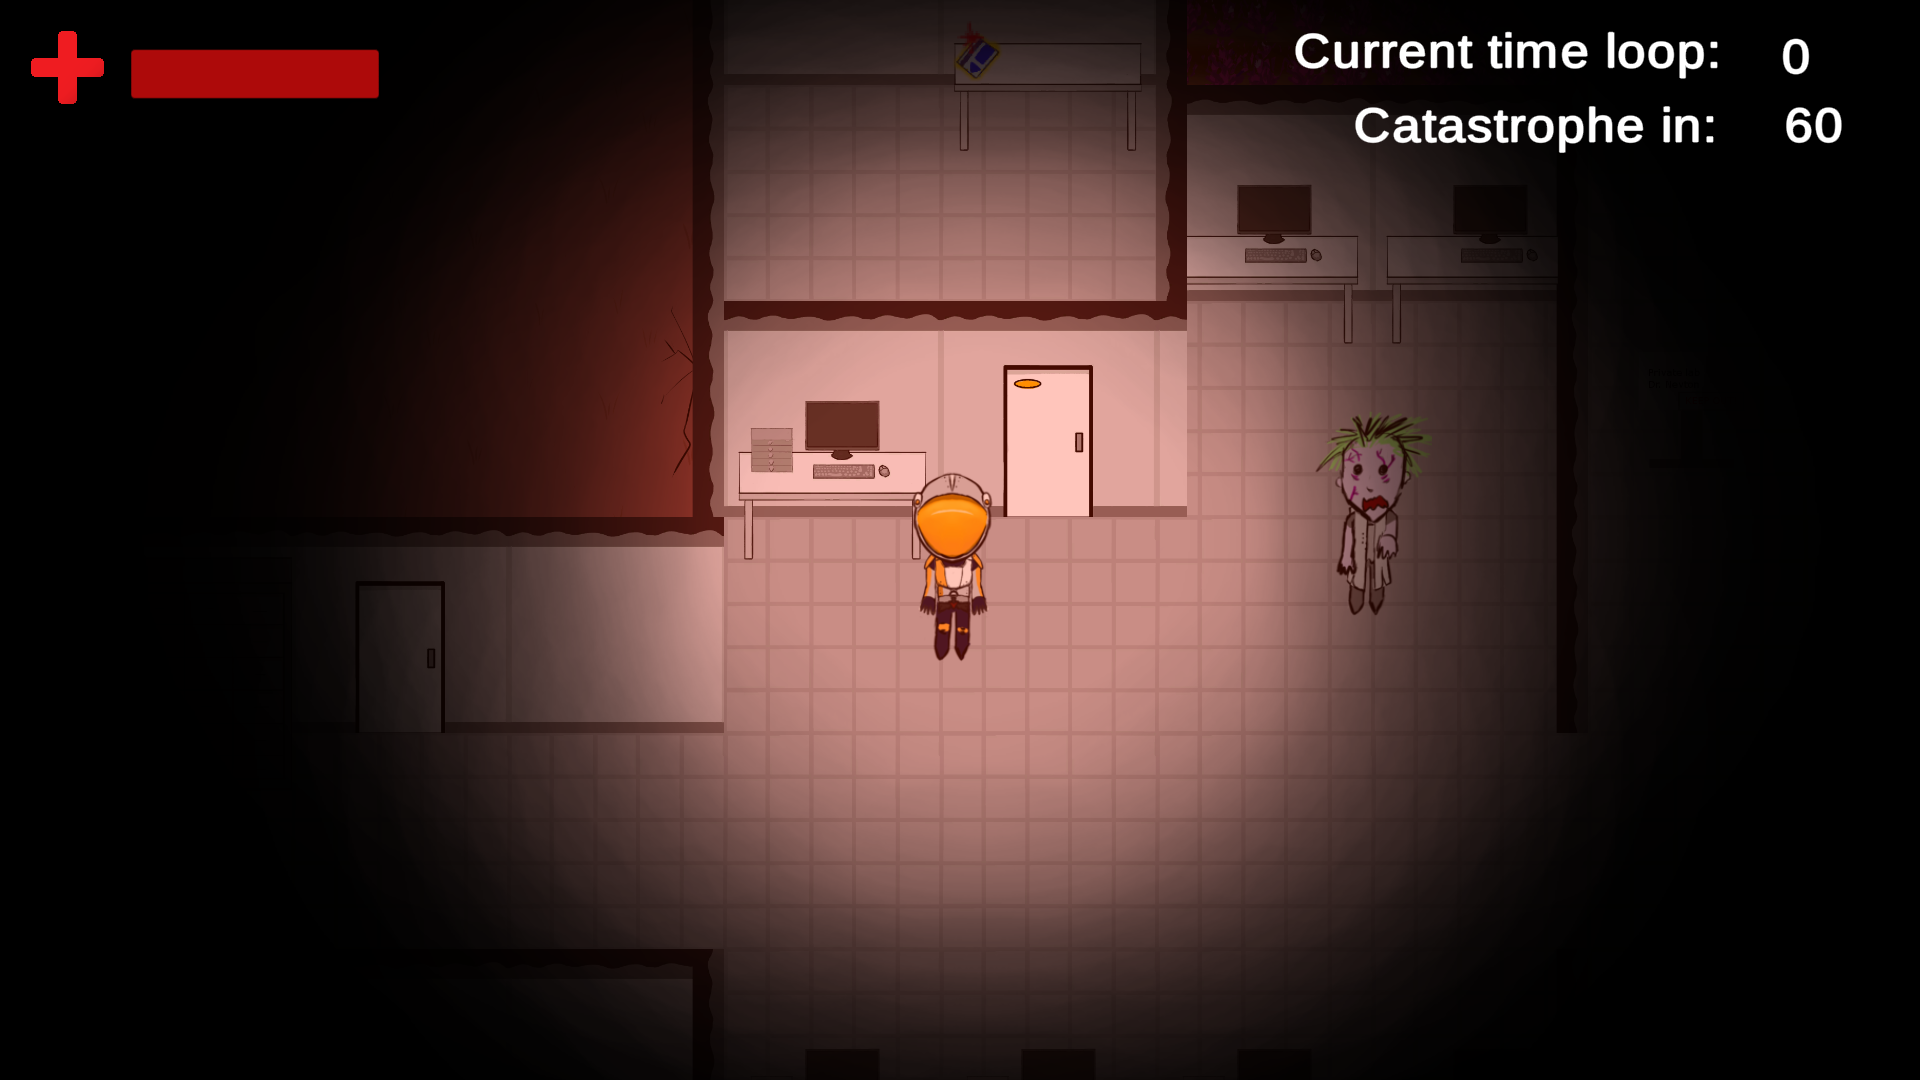 Current time loop: 0
Catastrophe in: 60